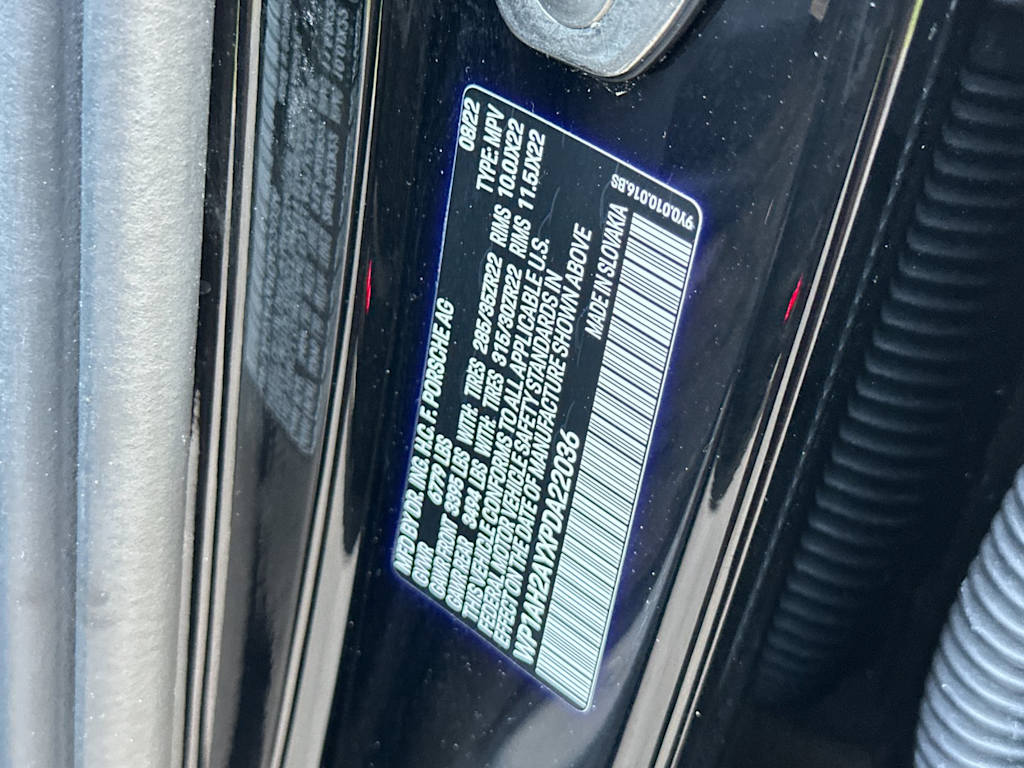 MFD BY DR. ING. H.C. F. PORSCHE AG 08/22
GVWR 6779 LBS TYPE: MPV
GAWR FRNT 3395 LBS WITH: TIRES 285/35ZR22 RIMS 10.0JX22
GAWR REAR 3494 LBS WITH: TIRES 315/30ZR22 RIMS 11.5JX22
THIS VEHICLE CONFORMS TO ALL APPLICABLE U.S.
FEDERAL MOTOR VEHICLE SAFETY STANDARDS IN
EFFECT ON THE DATE OF MANUFACTURE SHOWN ABOVE
WP1AH2AYXPDA22036 MADE IN SLOVAKIA
9Y0.010.016.BS